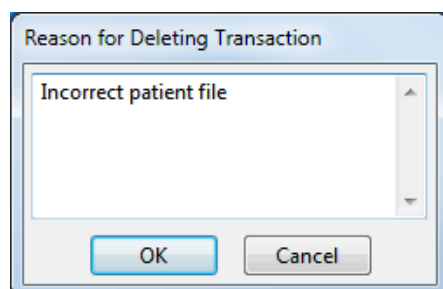 Reason for Deleting Transaction
Incorrect patient file
OK Cancel